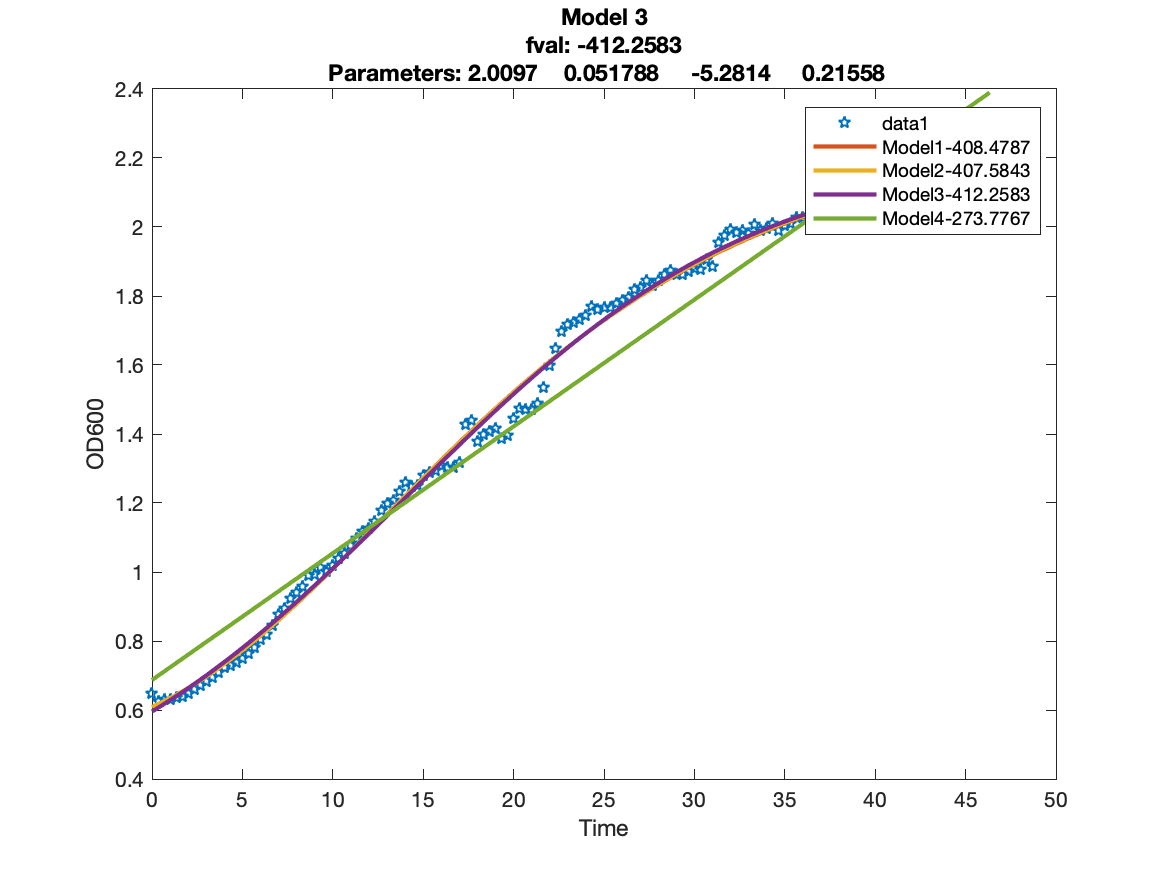 Model 3
fval: -412.2583
Parameters: 2.0097 0.051788 -5.2814 0.21558
2.4
2.2
2
1.8
1.6
1.4
1.2
1
0.8
0.6
0.4
OD600
data1
Model1-408.4787
Model2-407.5843
Model3-412.2583
Model4-273.7767
0 5 10 15 20 25 30 35 40 45 50
Time